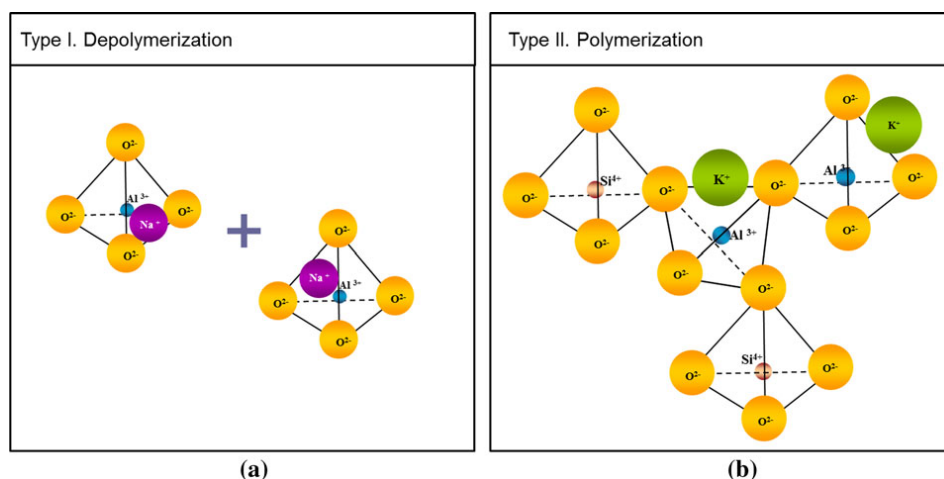 Type I. Depolymerization
Type II. Polymerization
O²⁻
Al ³⁺
O²⁻
O²⁻
Na⁺
O²⁻
+
O²⁻
Na⁺
Al ³⁺
O²⁻
O²⁻
O²⁻
O²⁻
Si⁴⁺
O²⁻
O²⁻
O²⁻
K⁺
O²⁻
K⁺
Al 3
O²⁻
O²⁻
O²⁻
Al ³⁺
O²⁻
O²⁻
Si⁴⁺
O²⁻
O²⁻
O²⁻
(a)
(b)